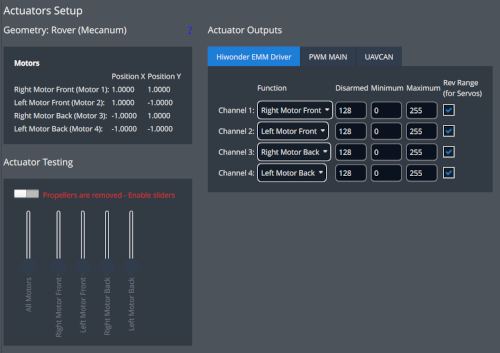 Actuators Setup
Geometry: Rover (Mecanum)
?
Motors
Position X Position Y
Right Motor Front (Motor 1): 1.0000 1.0000
Left Motor Front (Motor 2): 1.0000 -1.0000
Right Motor Back (Motor 3): -1.0000 1.0000
Left Motor Back (Motor 4): -1.0000 -1.0000
Actuator Testing
Propellers are removed - Enable sliders
All Motors
Right Motor Front
Left Motor Front
Right Motor Back
Left Motor Back
Actuator Outputs
Hiwonder EMM Driver PWM MAIN UAVCAN
Function Disarmed Minimum Maximum Rev Range
(for Servos)
Channel 1: Right Motor Front 128 0 255
Channel 2: Left Motor Front 128 0 255
Channel 3: Right Motor Back 128 0 255
Channel 4: Left Motor Back 128 0 255